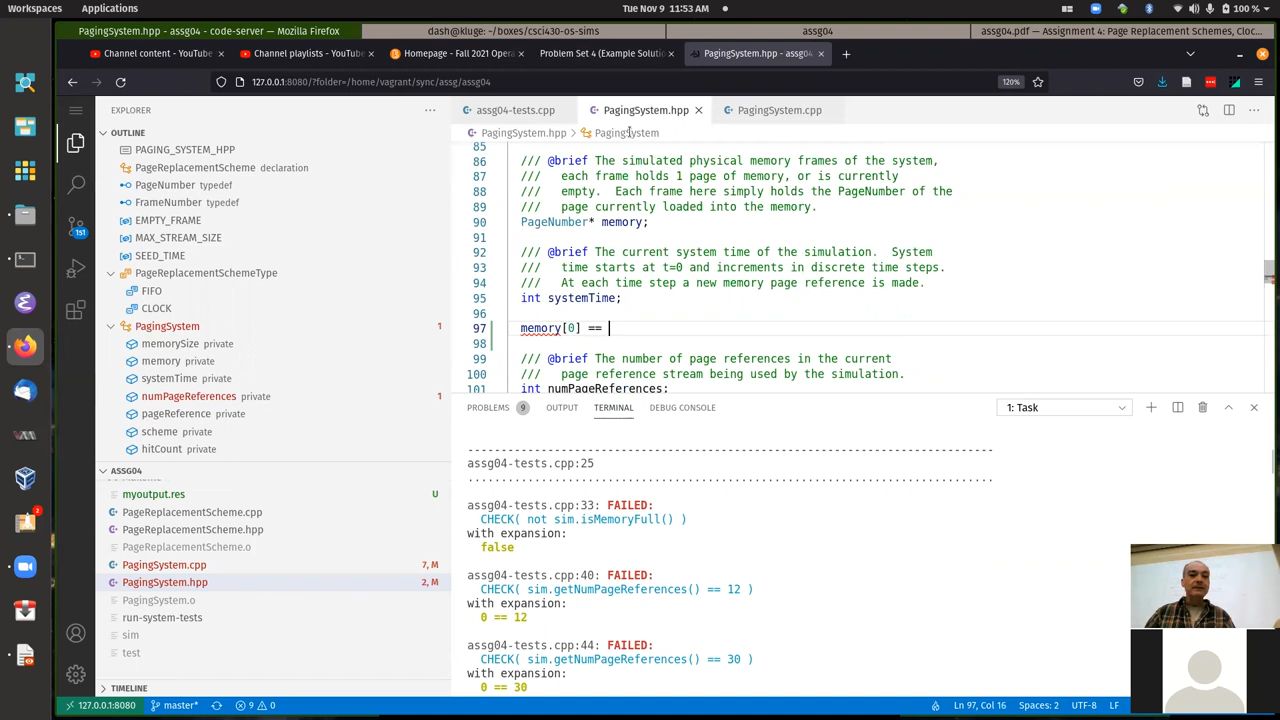 Workspaces Applications Tue Nov 9 11:53 AM 100 %
PagingSystem.hpp - assg04 - code-server — Mozilla Firefox
dash@kluge: ~/boxes/csci430-os-sims
assg04
assg04.pdf — Assignment 4: Page Replacement Schemes, Cloc...
Channel content - YouTube
Channel playlists - YouTube
Homepage - Fall 2021 Opera
Problem Set 4 (Example Soluti
PagingSystem.hpp - assg04
127.0.0.1:8080/?folder=/home/vagrant/sync/assg/assg04
120%
EXPLORER
OUTLINE
PAGING_SYSTEM_HPP
PageReplacementScheme declaration
PageNumber typedef
FrameNumber typedef
EMPTY_FRAME
MAX_STREAM_SIZE
SEED_TIME
PageReplacementSchemeType
FIFO
CLOCK
PagingSystem 1
memorySize private
memory private
systemTime private
numPageReferences private 1
pageReference private
scheme private
hitCount private
ASSG04
myoutput.res U
PageReplacementScheme.cpp
PageReplacementScheme.hpp
PageReplacementScheme.o
PagingSystem.cpp 7, M
PagingSystem.hpp 2, M
PagingSystem.o
run-system-tests
sim
test
TIMELINE
151
2
assg04-tests.cpp
PagingSystem.hpp
PagingSystem.cpp
PagingSystem.hpp > PagingSystem
85
86 /// @brief The simulated physical memory frames of the system,
87 /// each frame holds 1 page of memory, or is currently
88 /// empty. Each frame here simply holds the PageNumber of the
89 /// page currently loaded into the memory.
90 PageNumber* memory;
91
92 /// @brief The current system time of the simulation. System
93 /// time starts at t=0 and increments in discrete time steps.
94 /// At each time step a new memory page reference is made.
95 int systemTime;
96
97 memory[0] ==
98
99 /// @brief The number of page references in the current
100 /// page reference stream being used by the simulation.
101 int numPageReferences;
PROBLEMS 9 OUTPUT TERMINAL DEBUG CONSOLE 1: Task
-------------------------------------------------------------------------------
assg04-tests.cpp:25
...............................................................................
assg04-tests.cpp:33: FAILED:
CHECK( not sim.isMemoryFull() )
with expansion:
false
assg04-tests.cpp:40: FAILED:
CHECK( sim.getNumPageReferences() == 12 )
with expansion:
0 == 12
assg04-tests.cpp:44: FAILED:
CHECK( sim.getNumPageReferences() == 30 )
with expansion:
0 == 30
127.0.0.1:8080 master* 9 0 Ln 97, Col 16 Spaces: 2 UTF-8 LF